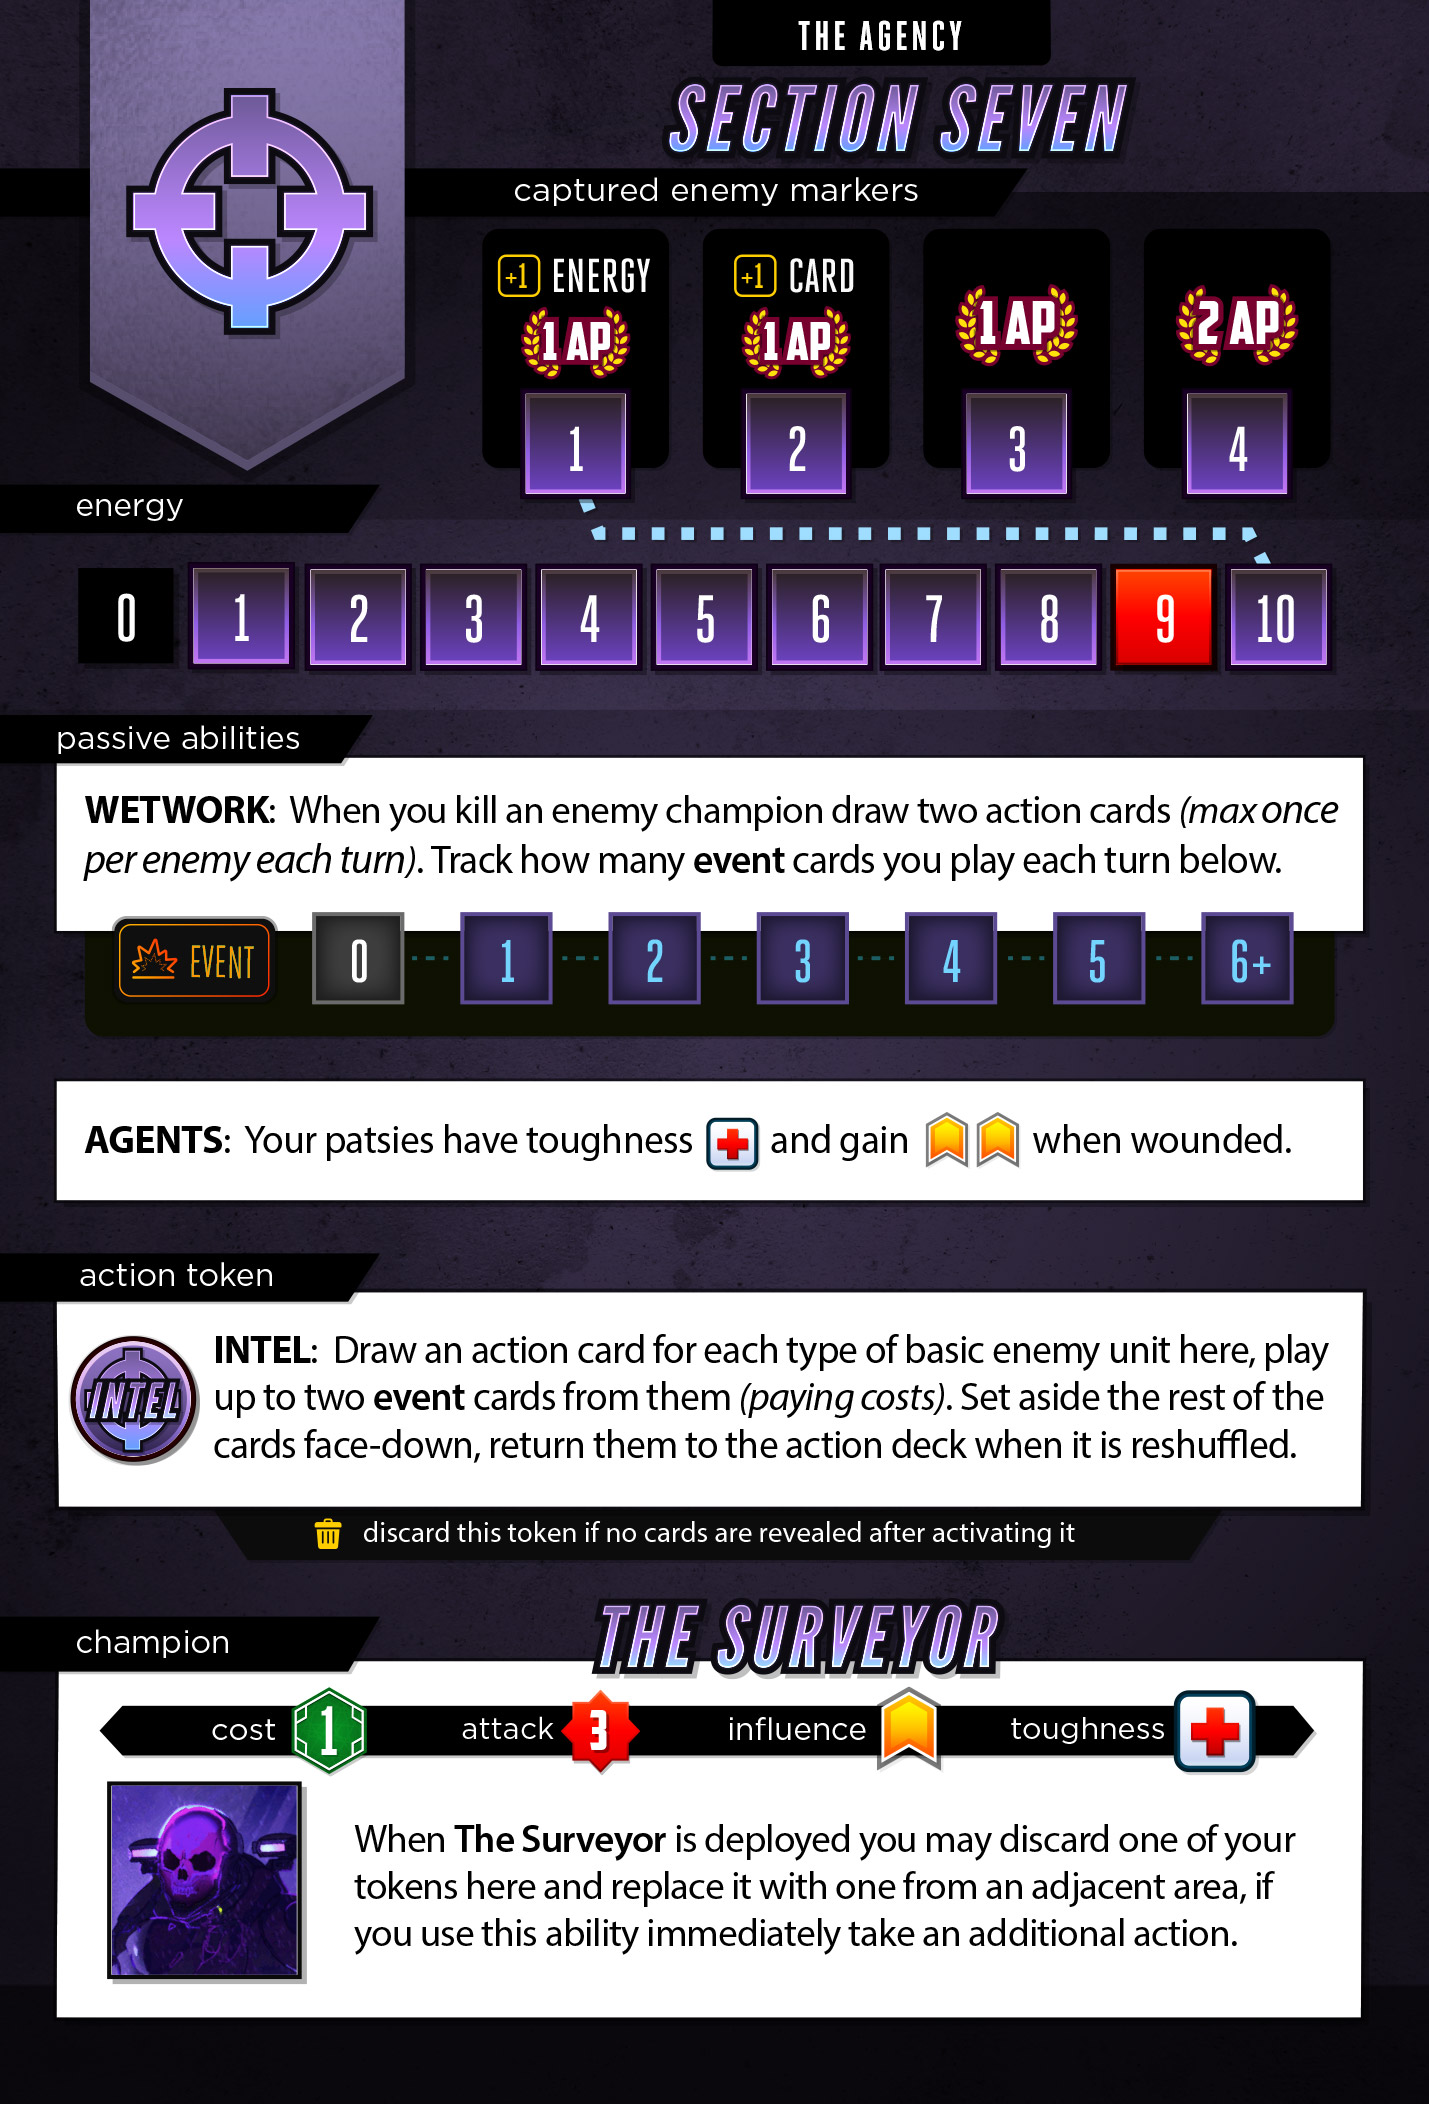 THE AGENCY
SECTION SEVEN
captured enemy markers
+1 ENERGY
1 AP
1
+1 CARD
1 AP
2
1 AP
3
2 AP
4
energy
0 1 2 3 4 5 6 7 8 9 10
passive abilities
WETWORK: When you kill an enemy champion draw two action cards (max once
per enemy each turn). Track how many event cards you play each turn below.
EVENT 0 1 2 3 4 5 6+
AGENTS: Your patsies have toughness and gain when wounded.
action token
INTEL
INTEL: Draw an action card for each type of basic enemy unit here, play
up to two event cards from them (paying costs). Set aside the rest of the
cards face-down, return them to the action deck when it is reshuffled.
discard this token if no cards are revealed after activating it
champion
THE SURVEYOR
cost 1 attack 3 influence toughness
When The Surveyor is deployed you may discard one of your
tokens here and replace it with one from an adjacent area, if
you use this ability immediately take an additional action.